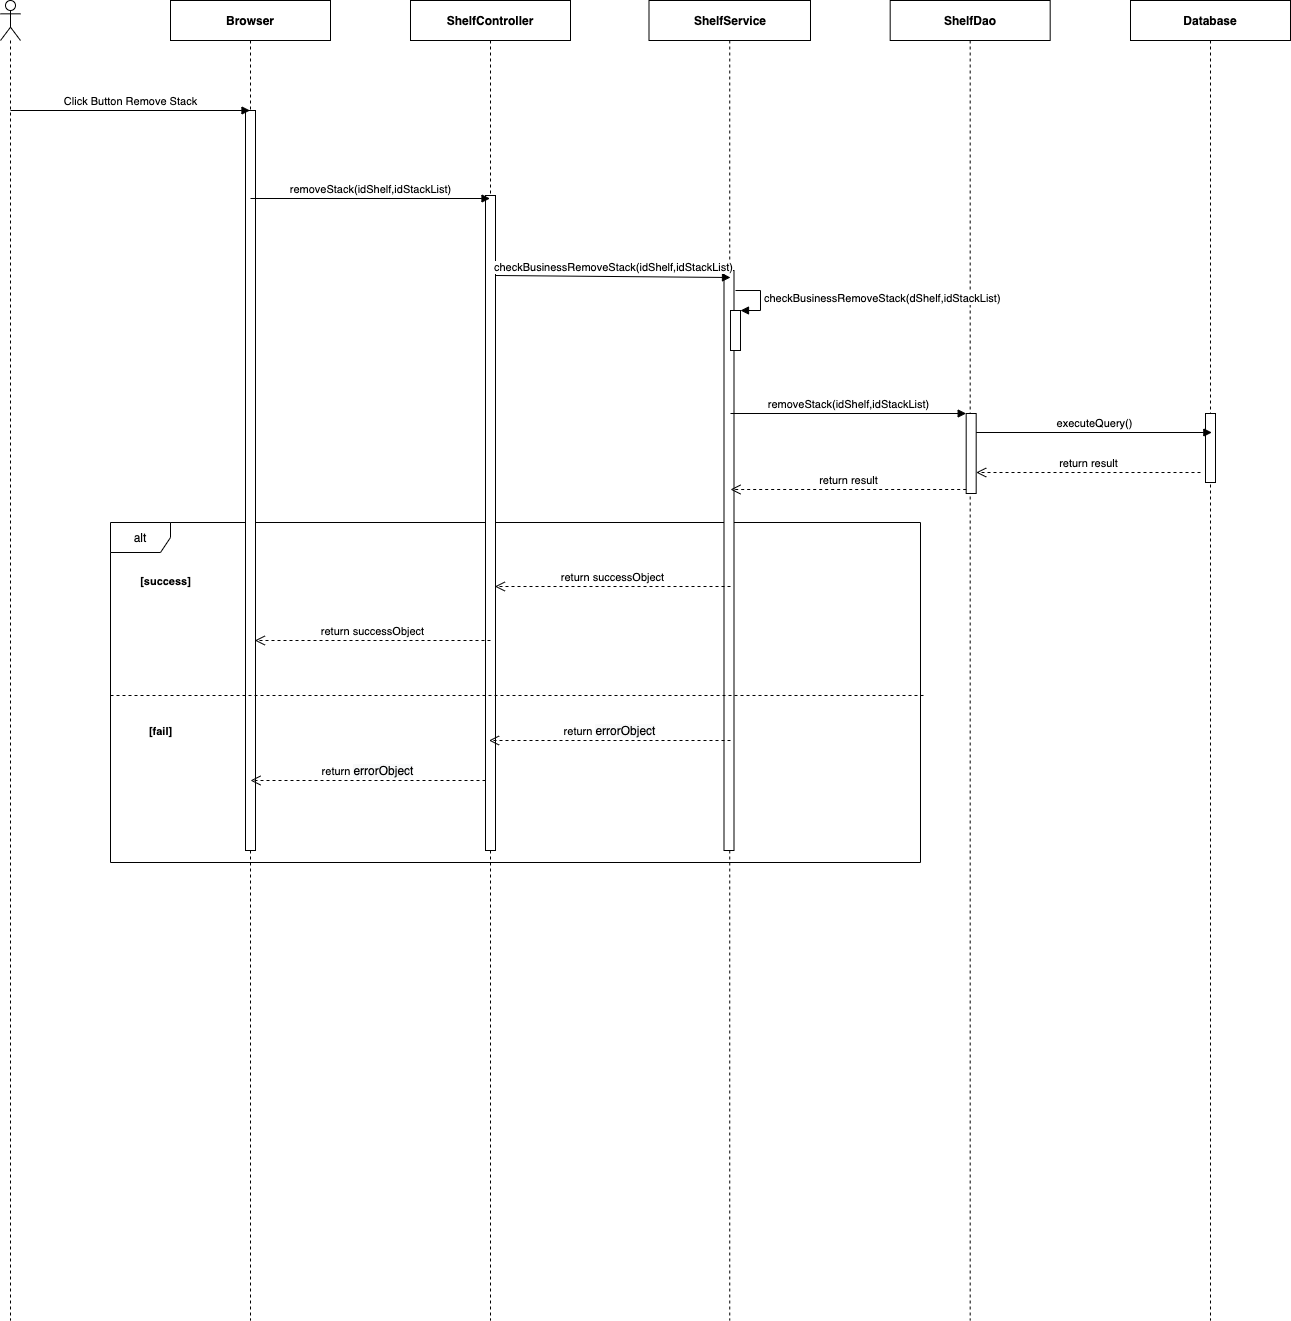 Browser
ShelfController
ShelfService
ShelfDao
Database
Click Button Remove Stack
removeStack(idShelf,idStackList)
checkBusinessRemoveStack(idShelf,idStackList)
checkBusinessRemoveStack(dShelf,idStackList)
removeStack(idShelf,idStackList)
executeQuery()
return result
return result
alt
[success]
return successObject
return successObject
[fail]
return errorObject
return errorObject